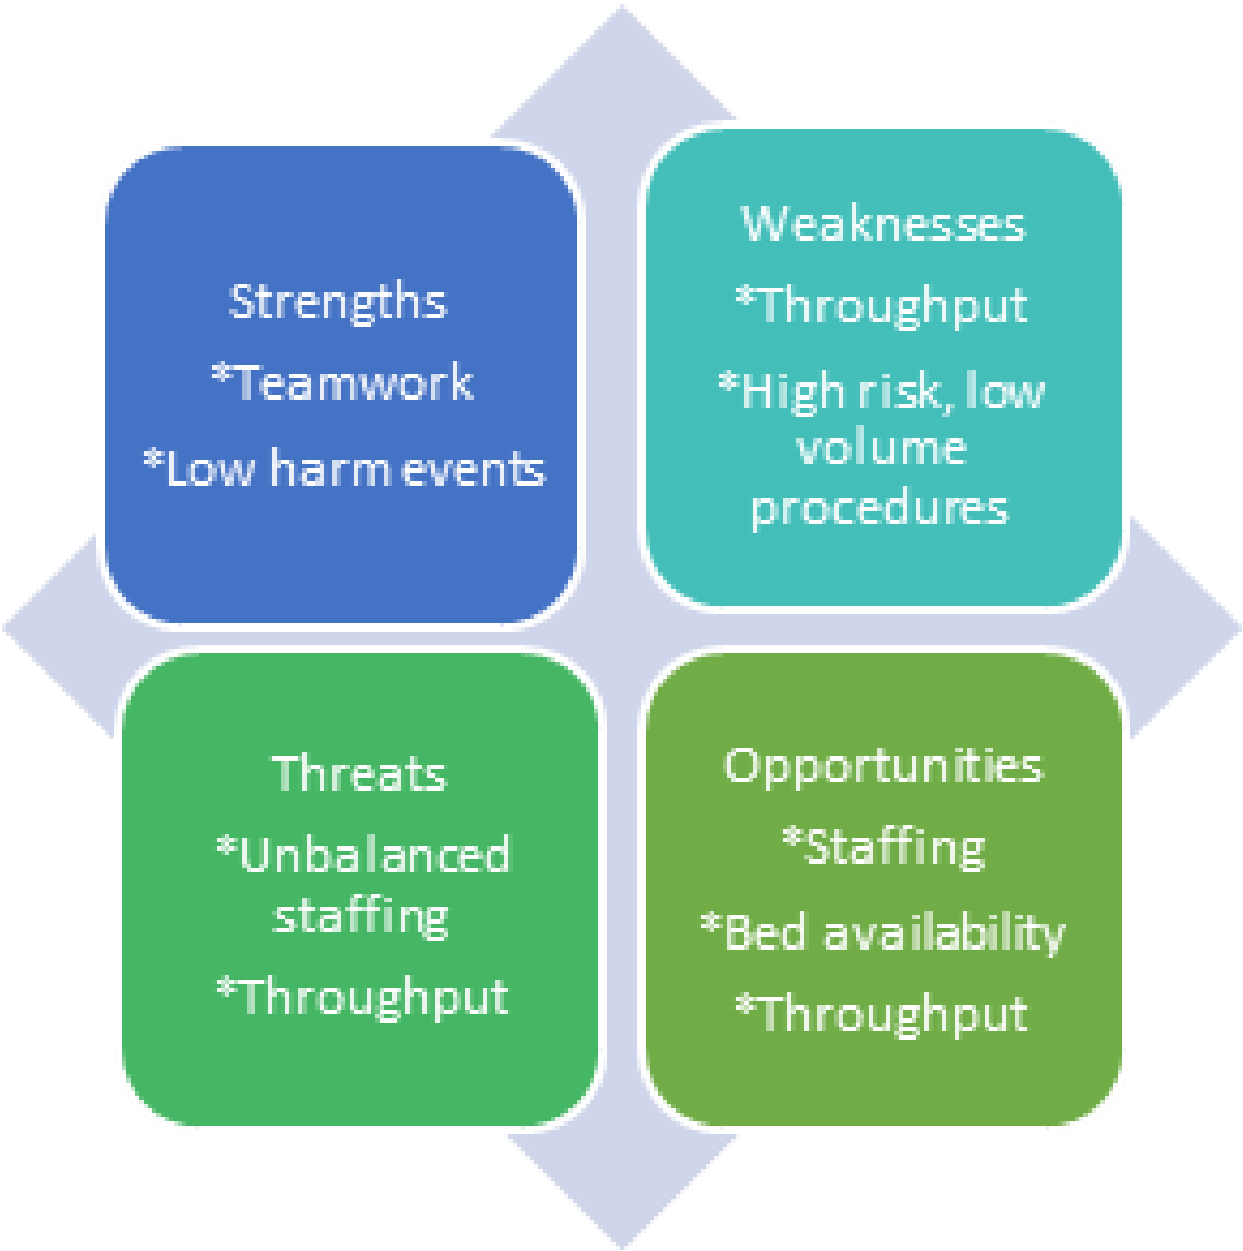 Strengths
*Teamwork
*Low harm events
Weaknesses
*Throughput
*High risk, low
volume
procedures
Threats
*Unbalanced
staffing
*Throughput
Opportunities
*Staffing
*Bed availability
*Throughput